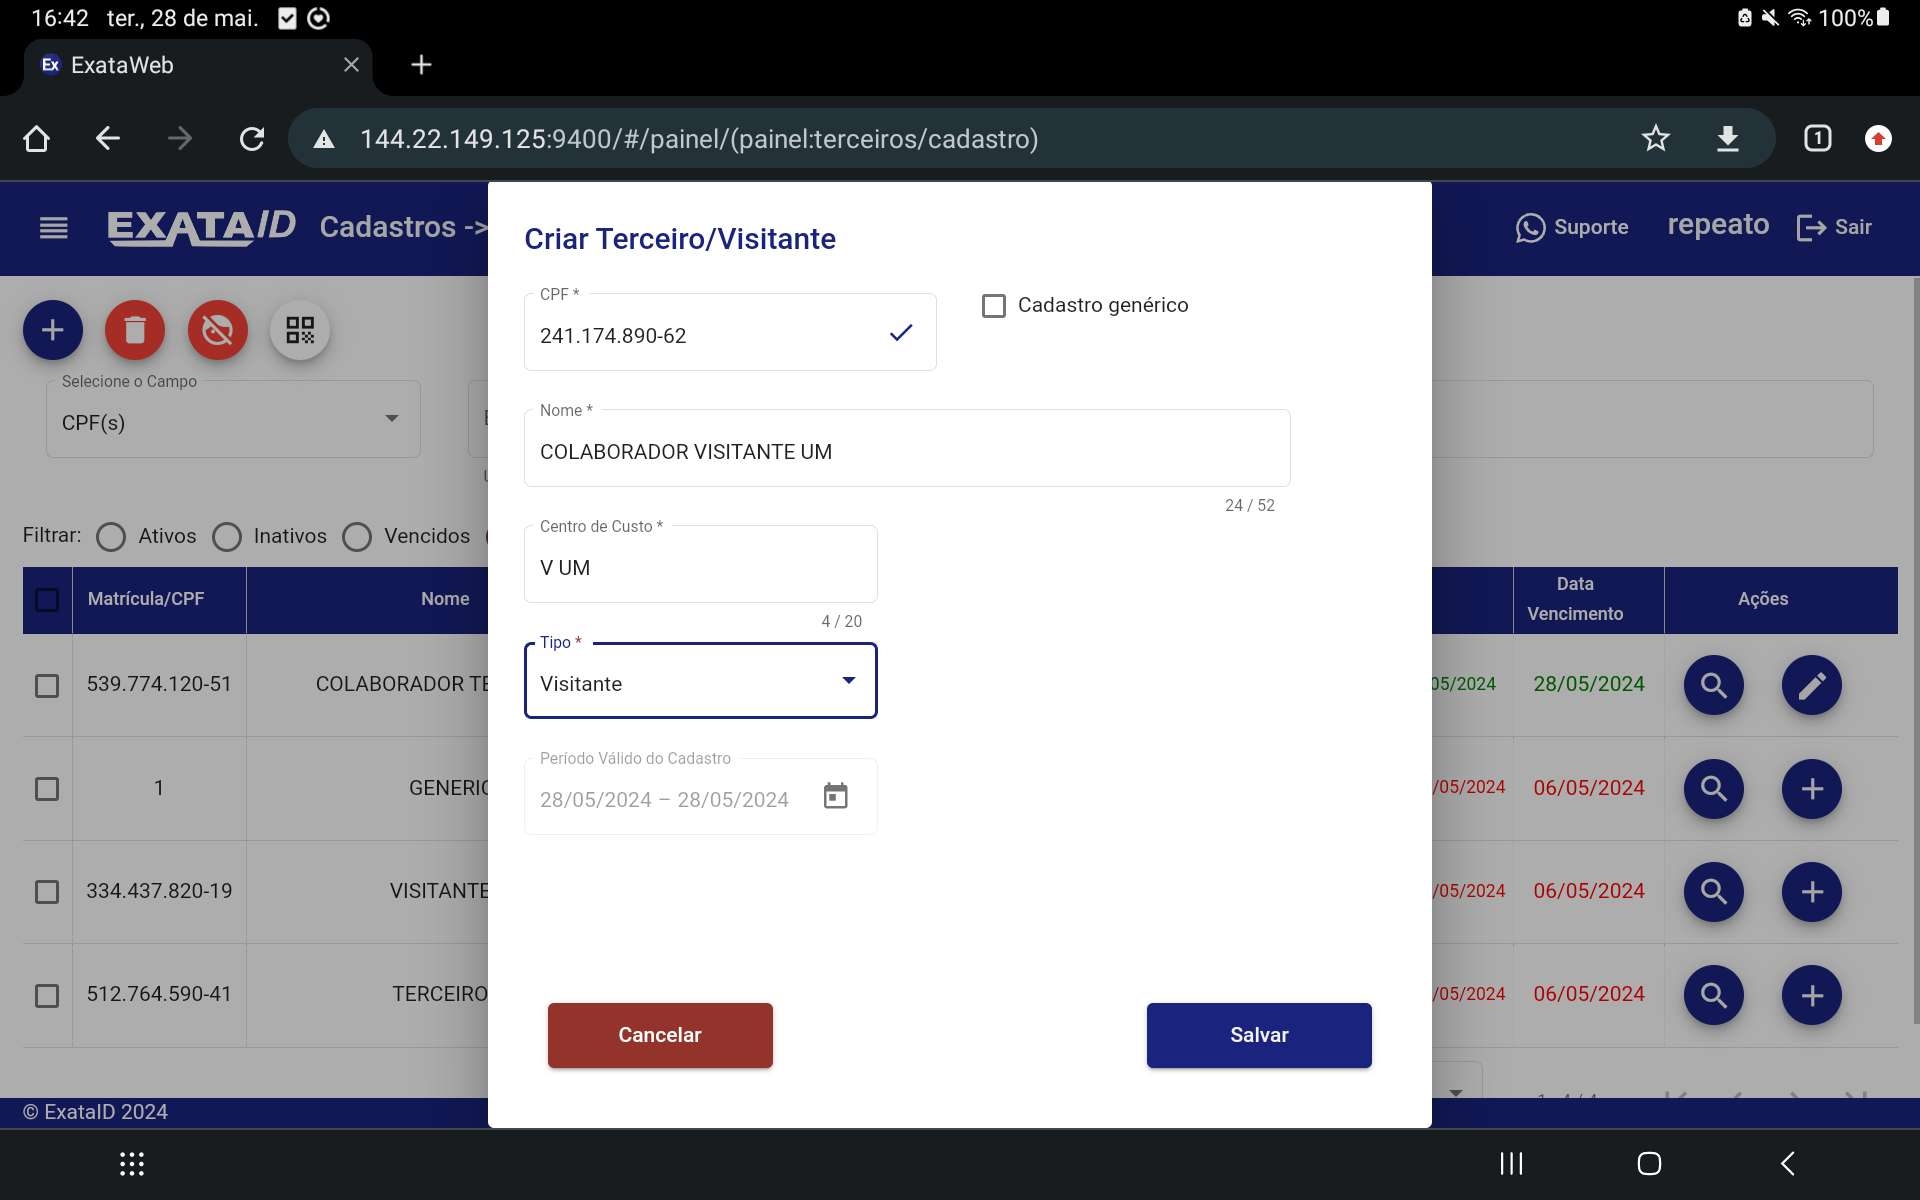 16:42 ter., 28 de mai. 100%
Ex ExataWeb
144.22.149.125:9400/#/painel/(painel:terceiros/cadastro) 1
EXATAID Cadastros ->
Suporte repeato Sair
Criar Terceiro/Visitante
CPF *
241.174.890-62
Cadastro genérico
Selecione o Campo
CPF(s)
Nome *
COLABORADOR VISITANTE UM
24 / 52
Filtrar: Ativos Inativos Vencidos
Centro de Custo *
V UM
4 / 20
Matrícula/CPF Nome Data Vencimento Ações
Tipo *
Visitante
539.774.120-51 COLABORADOR TE 05/2024 28/05/2024
Período Válido do Cadastro
28/05/2024 – 28/05/2024
1 GENERIC /05/2024 06/05/2024
334.437.820-19 VISITANTE /05/2024 06/05/2024
512.764.590-41 TERCEIRO /05/2024 06/05/2024
Cancelar Salvar
© ExataID 2024